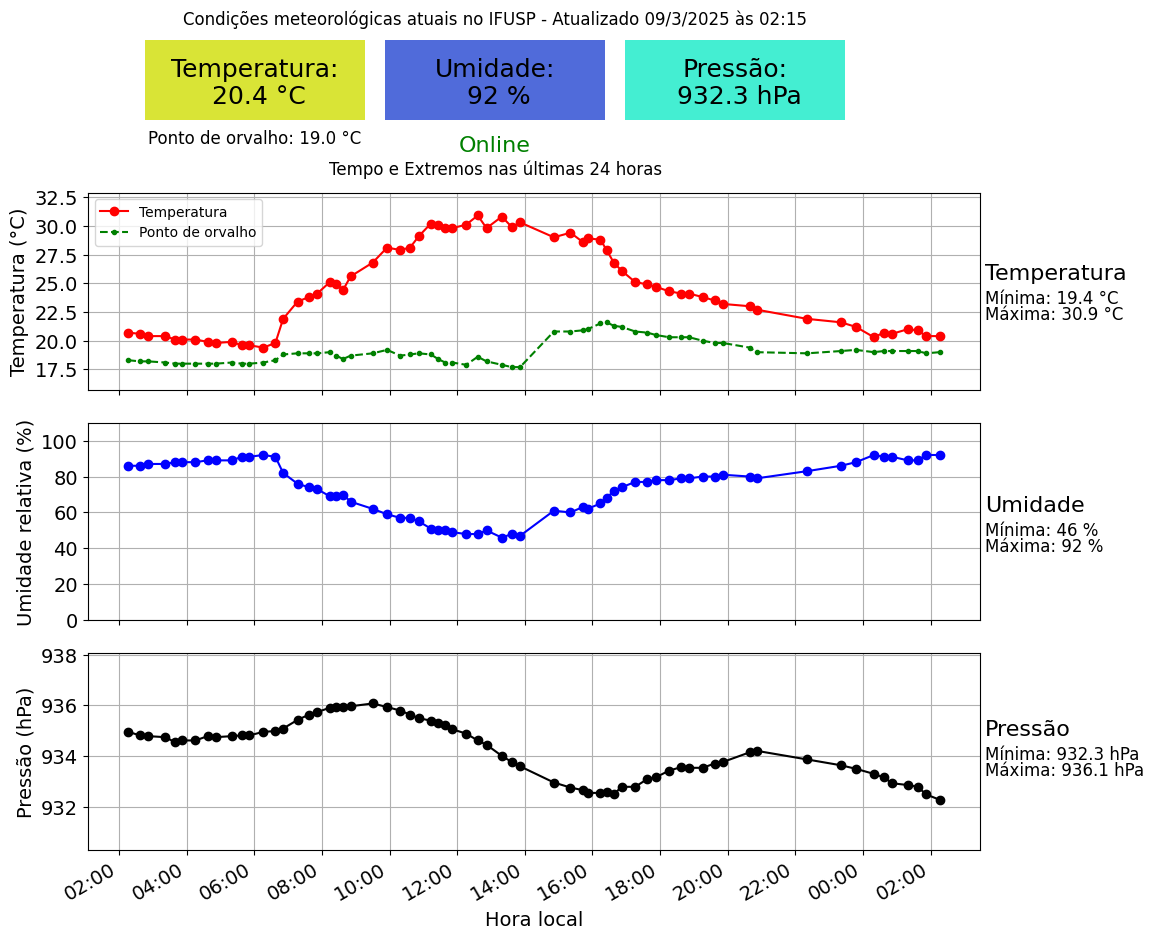 Condições meteorológicas atuais no IFUSP - Atualizado 09/3/2025 às 02:15
Temperatura:
20.4 °C
Umidade:
92 %
Pressão:
932.3 hPa
Ponto de orvalho: 19.0 °C
Online
Tempo e Extremos nas últimas 24 horas
Temperatura (°C)
32.5
30.0
27.5
25.0
22.5
20.0
17.5
Temperatura
Ponto de orvalho
Temperatura
Mínima: 19.4 °C
Máxima: 30.9 °C
Umidade relativa (%)
100
80
60
40
20
0
Umidade
Mínima: 46 %
Máxima: 92 %
Pressão (hPa)
938
936
934
932
Pressão
Mínima: 932.3 hPa
Máxima: 936.1 hPa
02:00 04:00 06:00 08:00 10:00 12:00 14:00 16:00 18:00 20:00 22:00 00:00 02:00
Hora local